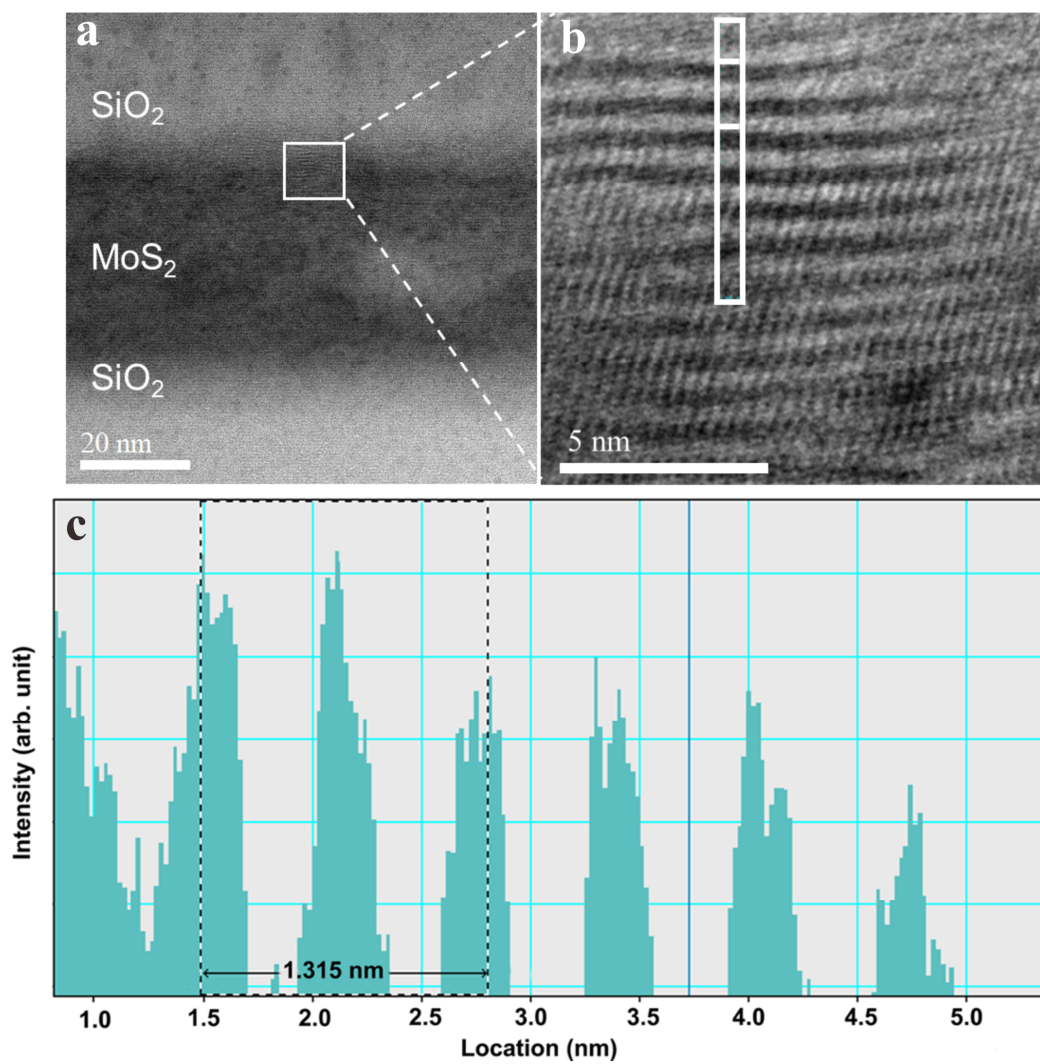 a
SiO₂
MoS₂
SiO₂
20 nm
b
5 nm
c
Intensity (arb. unit)
1.315 nm
1.0 1.5 2.0 2.5 3.0 3.5 4.0 4.5 5.0
Location (nm)